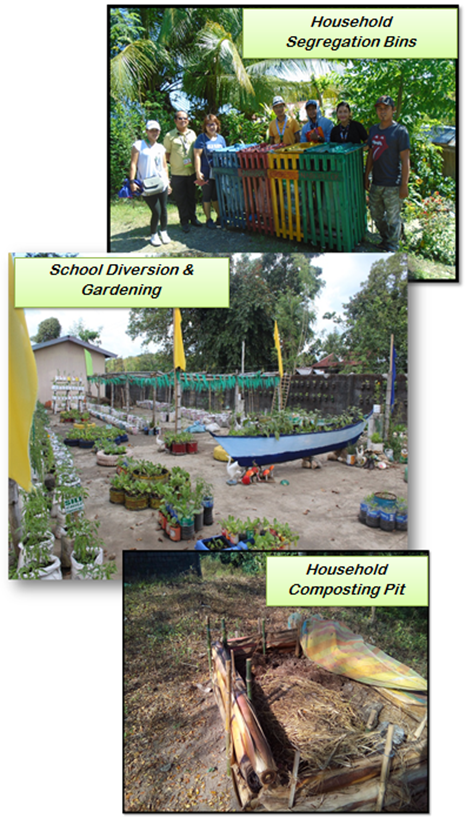 Household
Segregation Bins
School Diversion &
Gardening
Household
Composting Pit